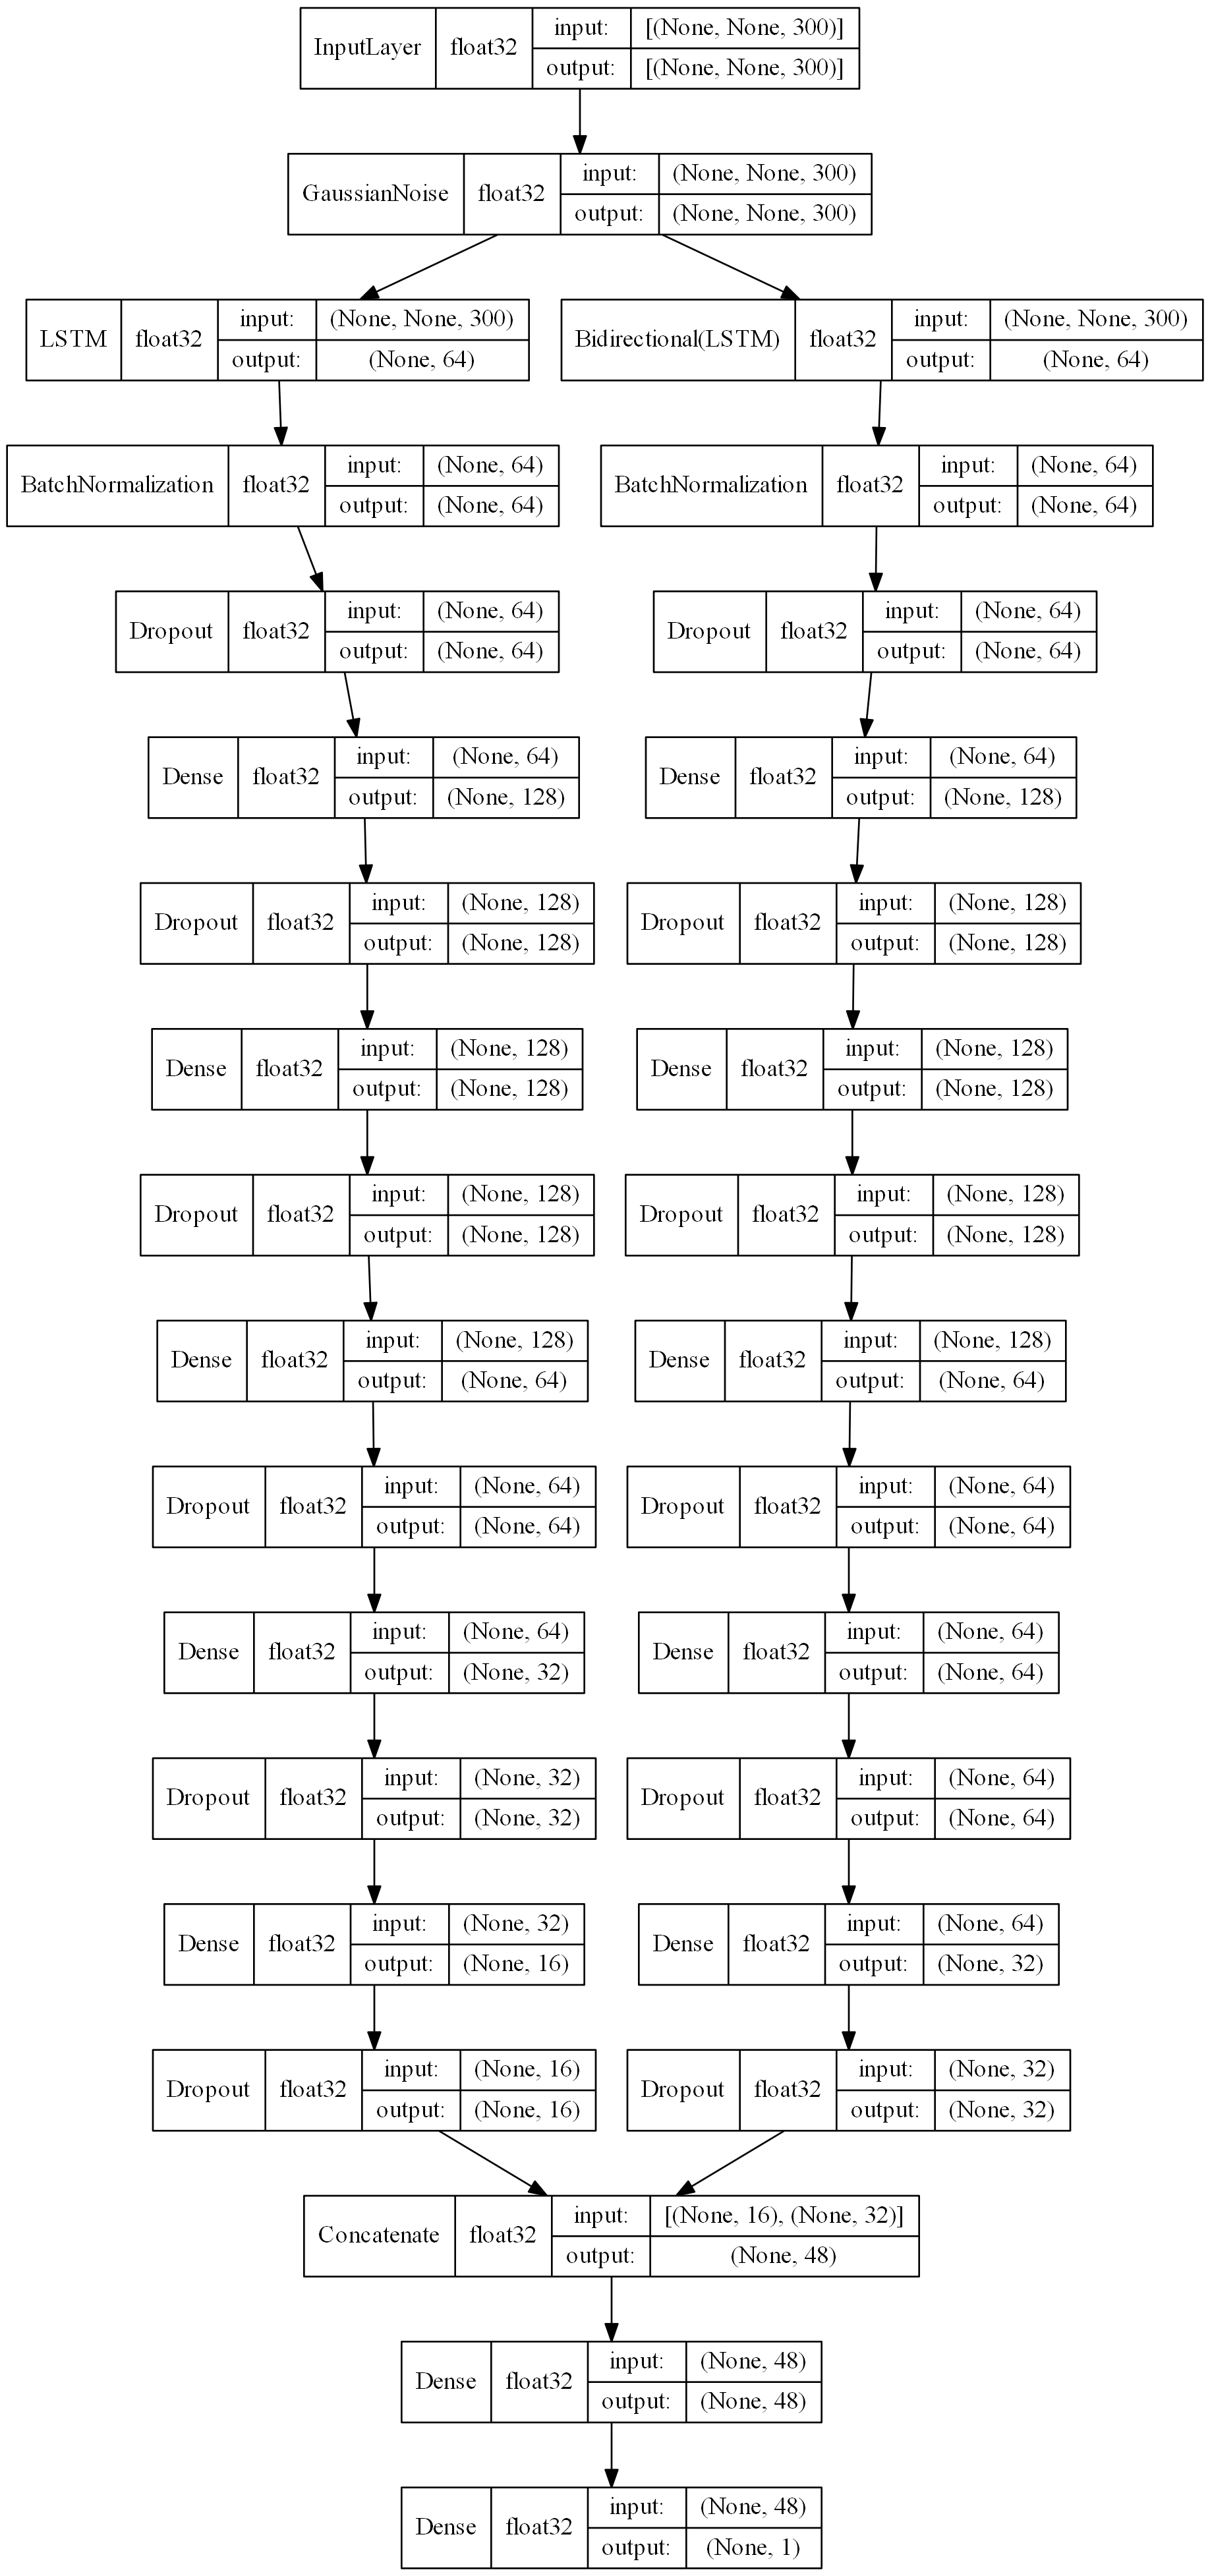 InputLayer float32 input: [(None, None, 300)]
output: [(None, None, 300)]
GaussianNoise float32 input: (None, None, 300)
output: (None, None, 300)
LSTM float32 input: (None, None, 300)
output: (None, 64)
Bidirectional(LSTM) float32 input: (None, None, 300)
output: (None, 64)
BatchNormalization float32 input: (None, 64)
output: (None, 64)
BatchNormalization float32 input: (None, 64)
output: (None, 64)
Dropout float32 input: (None, 64)
output: (None, 64)
Dropout float32 input: (None, 64)
output: (None, 64)
Dense float32 input: (None, 64)
output: (None, 128)
Dense float32 input: (None, 64)
output: (None, 128)
Dropout float32 input: (None, 128)
output: (None, 128)
Dropout float32 input: (None, 128)
output: (None, 128)
Dense float32 input: (None, 128)
output: (None, 128)
Dense float32 input: (None, 128)
output: (None, 128)
Dropout float32 input: (None, 128)
output: (None, 128)
Dropout float32 input: (None, 128)
output: (None, 128)
Dense float32 input: (None, 128)
output: (None, 64)
Dense float32 input: (None, 128)
output: (None, 64)
Dropout float32 input: (None, 64)
output: (None, 64)
Dropout float32 input: (None, 64)
output: (None, 64)
Dense float32 input: (None, 64)
output: (None, 32)
Dense float32 input: (None, 64)
output: (None, 64)
Dropout float32 input: (None, 32)
output: (None, 32)
Dropout float32 input: (None, 64)
output: (None, 64)
Dense float32 input: (None, 32)
output: (None, 16)
Dense float32 input: (None, 64)
output: (None, 32)
Dropout float32 input: (None, 16)
output: (None, 16)
Dropout float32 input: (None, 32)
output: (None, 32)
Concatenate float32 input: [(None, 16), (None, 32)]
output: (None, 48)
Dense float32 input: (None, 48)
output: (None, 48)
Dense float32 input: (None, 48)
output: (None, 1)